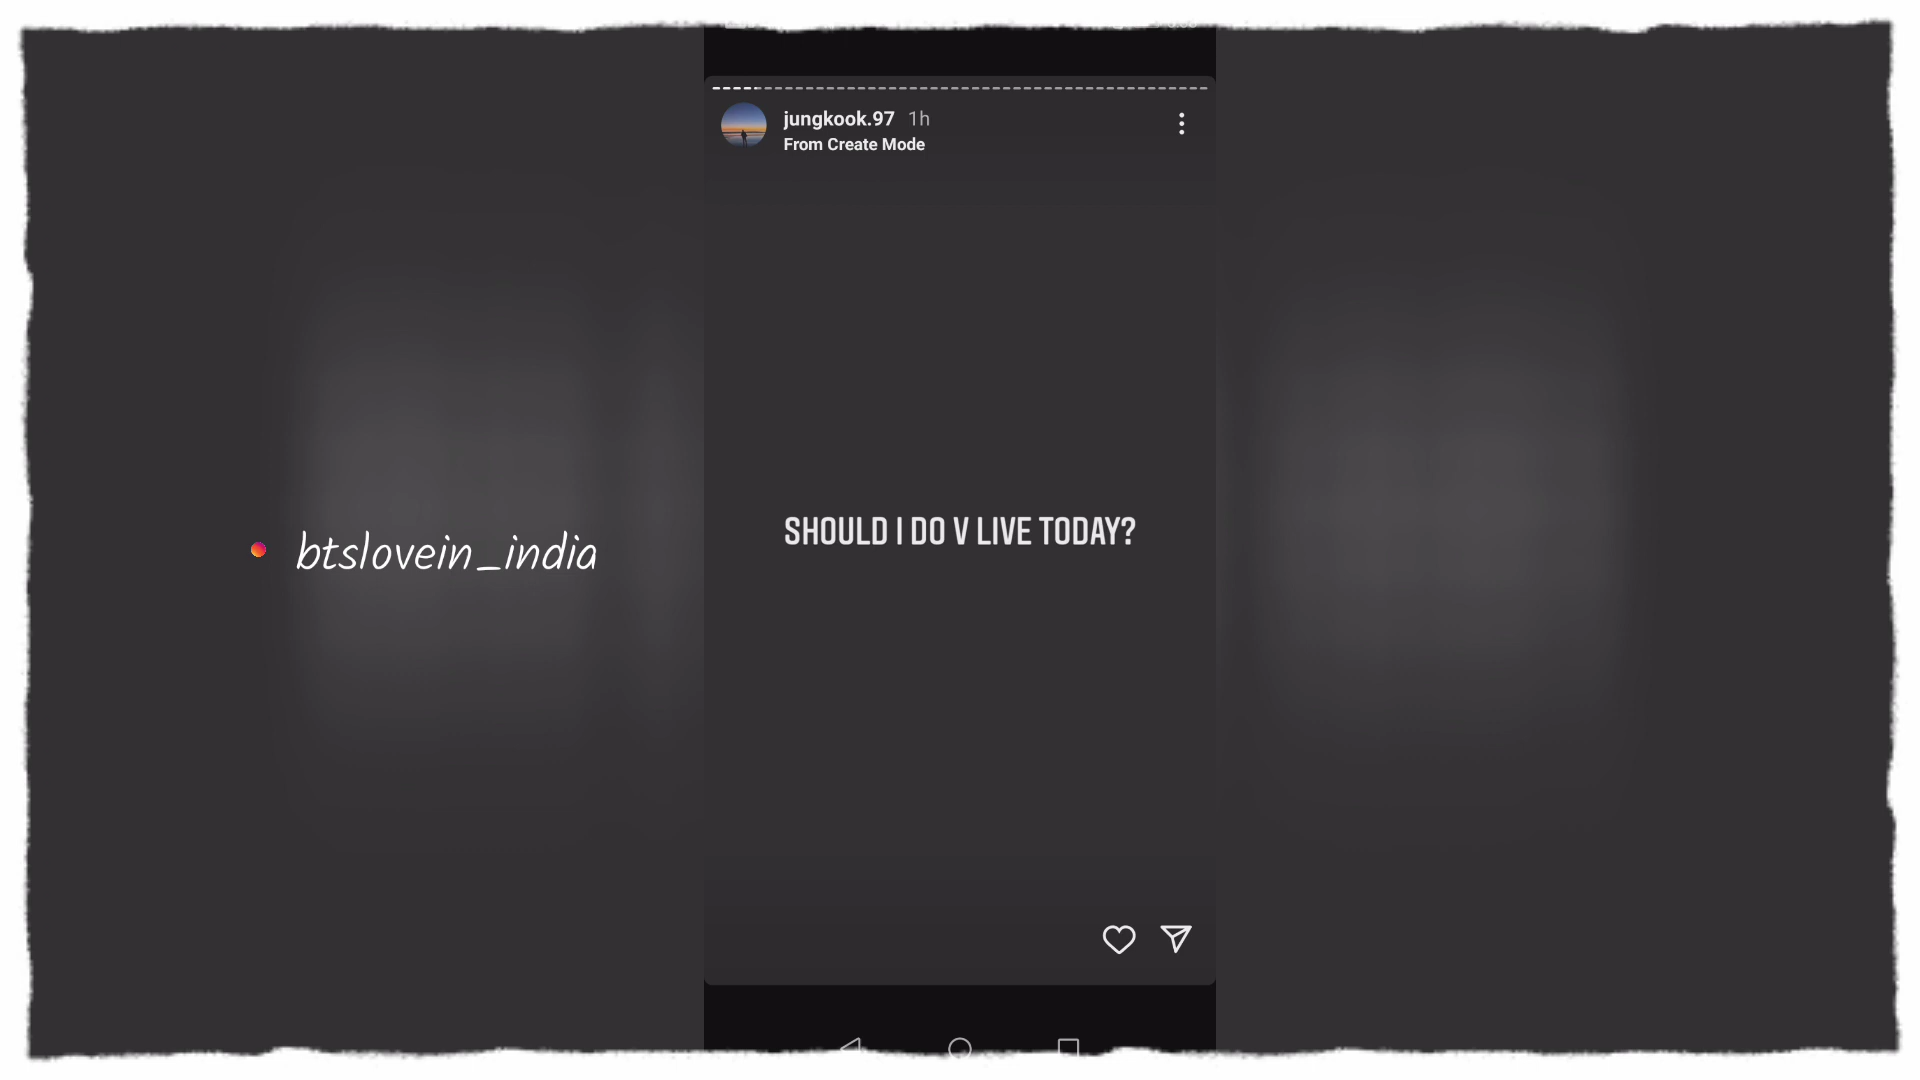 jungkook.97 1h
From Create Mode
SHOULD I DO V LIVE TODAY?
btslovein_india